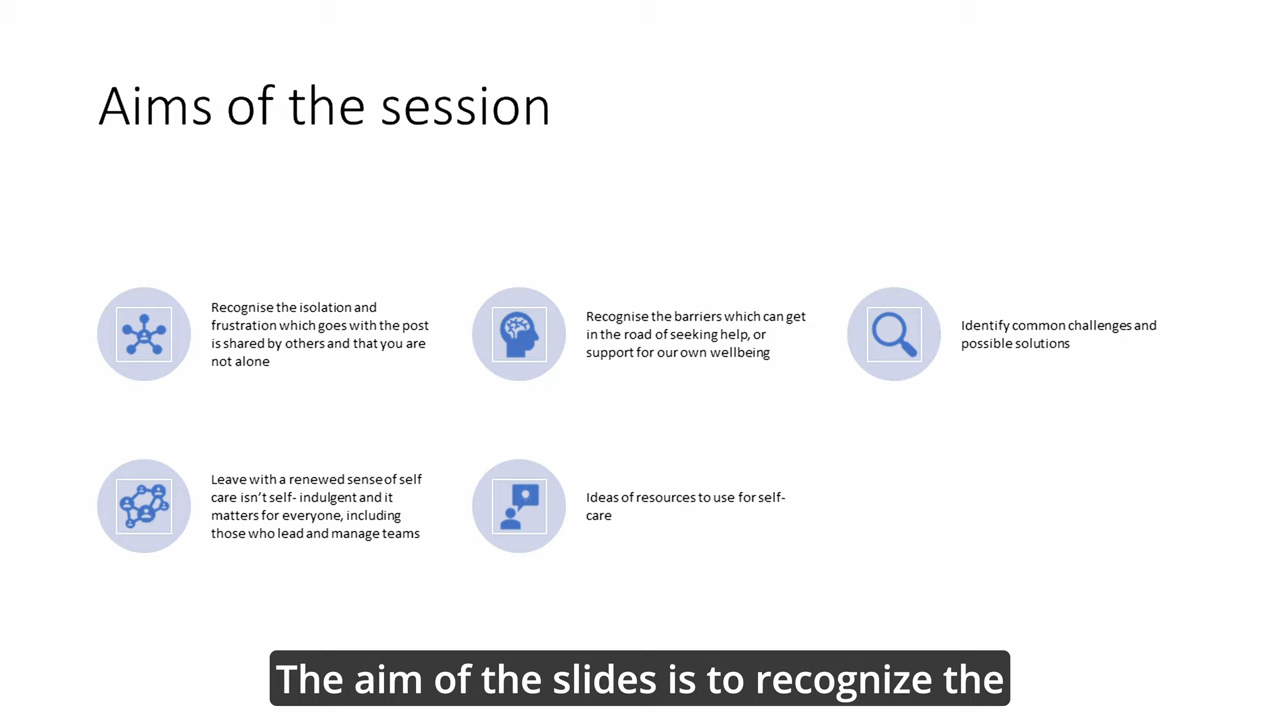 Aims of the session
Recognise the isolation and
frustration which goes with the post
is shared by others and that you are
not alone
Recognise the barriers which can get
in the road of seeking help, or
support for our own wellbeing
Identify common challenges and
possible solutions
Leave with a renewed sense of self
care isn't self- indulgent and it
matters for everyone, including
those who lead and manage teams
Ideas of resources to use for self-
care
The aim of the slides is to recognize the